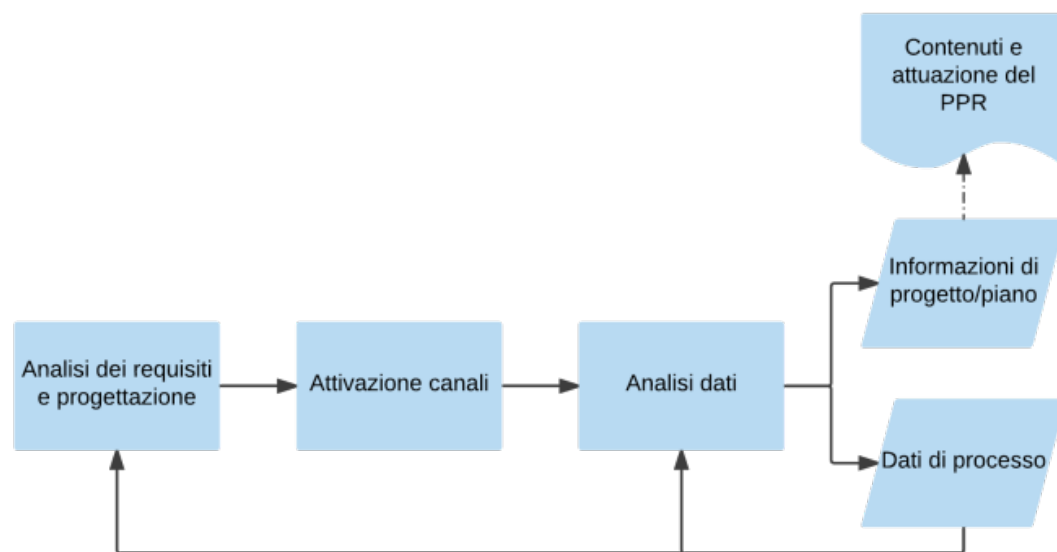 Contenuti e
attuazione del
PPR
Informazioni di
progetto/piano
Analisi dei requisiti
e progettazione
Attivazione canali
Analisi dati
Dati di processo